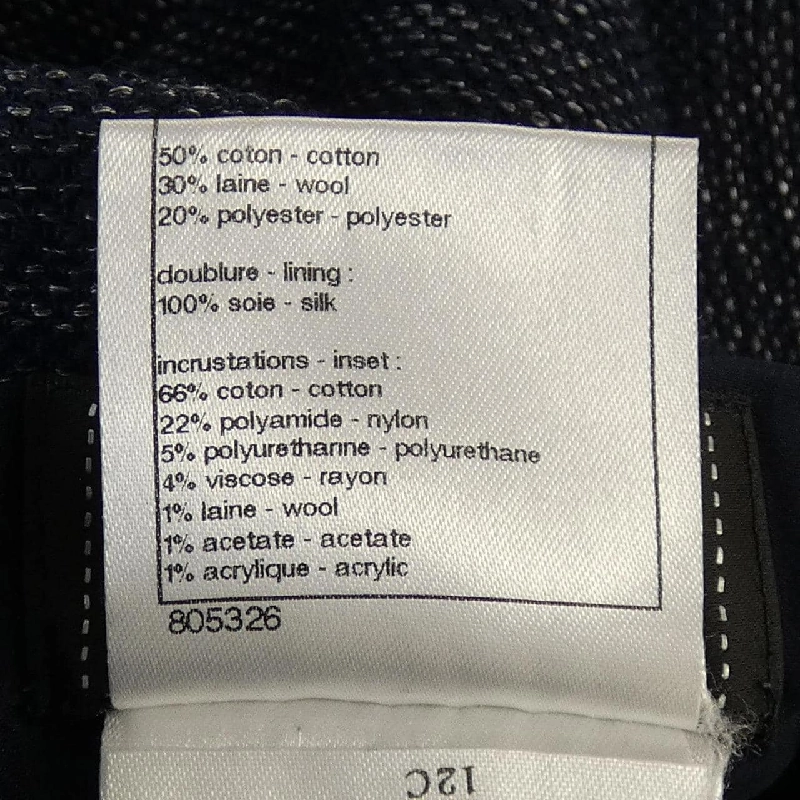 50% coton - cotton
30% laine - wool
20% polyester - polyester
doublure - lining :
100% soie - silk
incrustations - inset :
66% coton - cotton
22% polyamide - nylon
5% polyurethanne - polyurethane
4% viscose - rayon
1% laine - wool
1% acetate - acetate
1% acrylique - acrylic
805326
12C